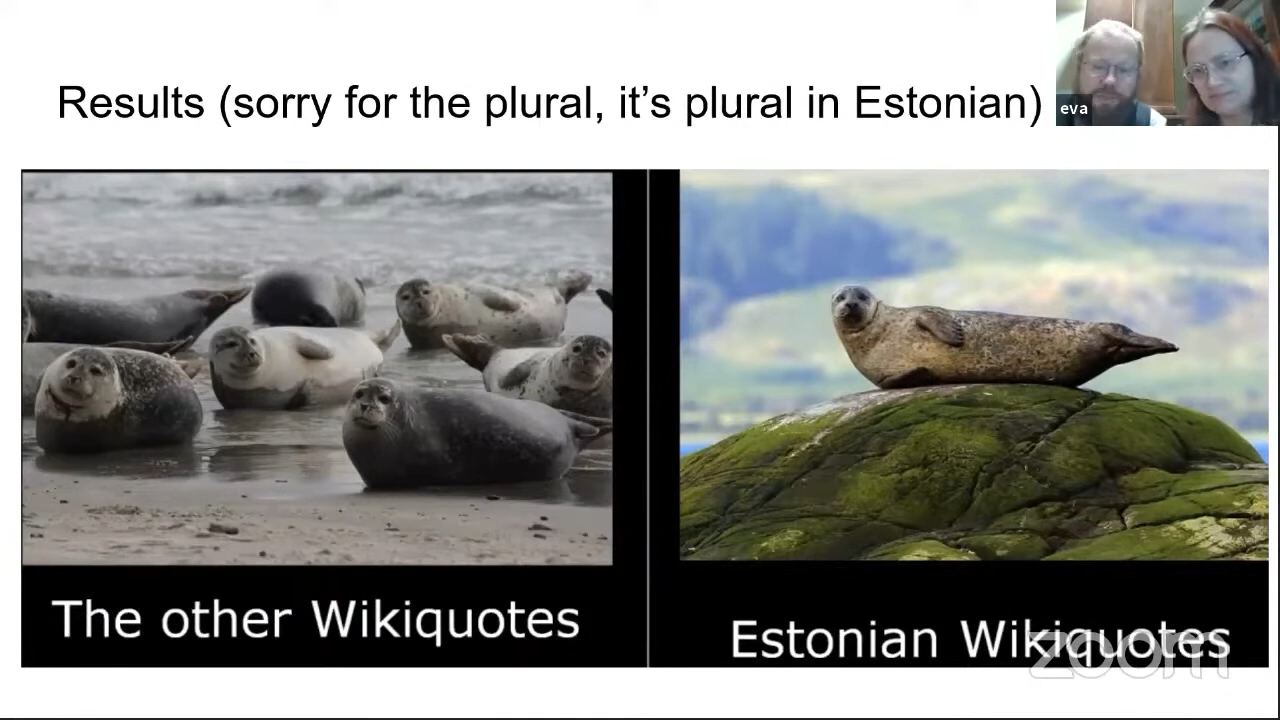 Results (sorry for the plural, it's plural in Estonian)
eva
The other Wikiquotes
Estonian Wikiquotes
zoom